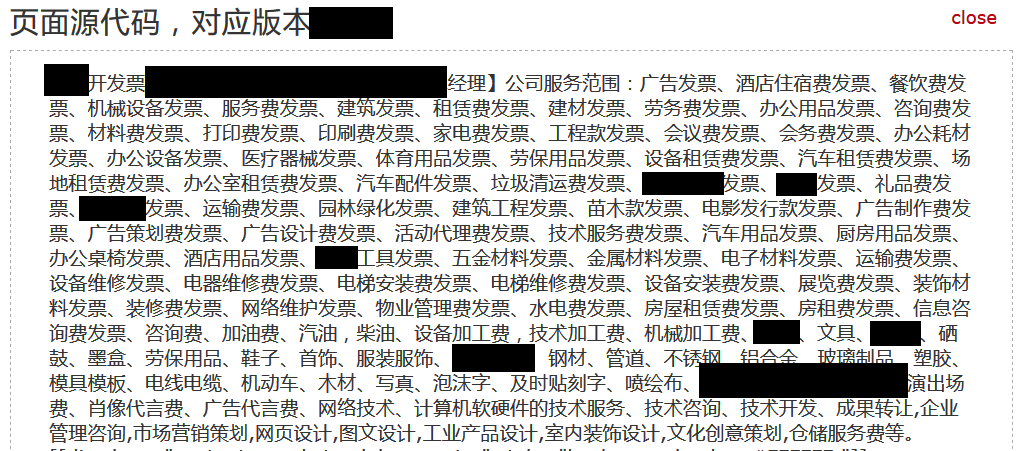 页面源代码，对应版本
close
开发票 经理】公司服务范围：广告发票、酒店住宿费发票、餐饮费发
票、机械设备发票、服务费发票、建筑发票、租赁费发票、建材发票、劳务费发票、办公用品发票、咨询费发
票、材料费发票、打印费发票、印刷费发票、家电费发票、工程款发票、会议费发票、会务费发票、办公耗材
发票、办公设备发票、医疗器械发票、体育用品发票、劳保用品发票、设备租赁费发票、汽车租赁费发票、场
地租赁费发票、办公室租赁费发票、汽车配件发票、垃圾清运费发票、 发票、 发票、礼品费发
票、 发票、运输费发票、园林绿化发票、建筑工程发票、苗木款发票、电影发行款发票、广告制作费发
票、广告策划费发票、广告设计费发票、活动代理费发票、技术服务费发票、汽车用品发票、厨房用品发票、
办公桌椅发票、酒店用品发票、 工具发票、五金材料发票、金属材料发票、电子材料发票、运输费发票、
设备维修发票、电器维修费发票、电梯安装费发票、电梯维修费发票、设备安装费发票、展览费发票、装饰材
料发票、装修费发票、网络维护发票、物业管理费发票、水电费发票、房屋租赁费发票、房租费发票、信息咨
询费发票、咨询费、加油费、汽油，柴油、设备加工费，技术加工费、机械加工费、 、文具、 、硒
鼓、墨盒、劳保用品、鞋子、首饰、服装服饰、 钢材、管道、不锈钢、铝合金、玻璃制品、塑胶、
模具模板、电线电缆、机动车、木材、写真、泡沫字、及时贴刻字、喷绘布、 演出场
费、肖像代言费、广告代言费、网络技术、计算机软硬件的技术服务、技术咨询、技术开发、成果转让,企业
管理咨询,市场营销策划,网页设计,图文设计,工业产品设计,室内装饰设计,文化创意策划,仓储服务费等。